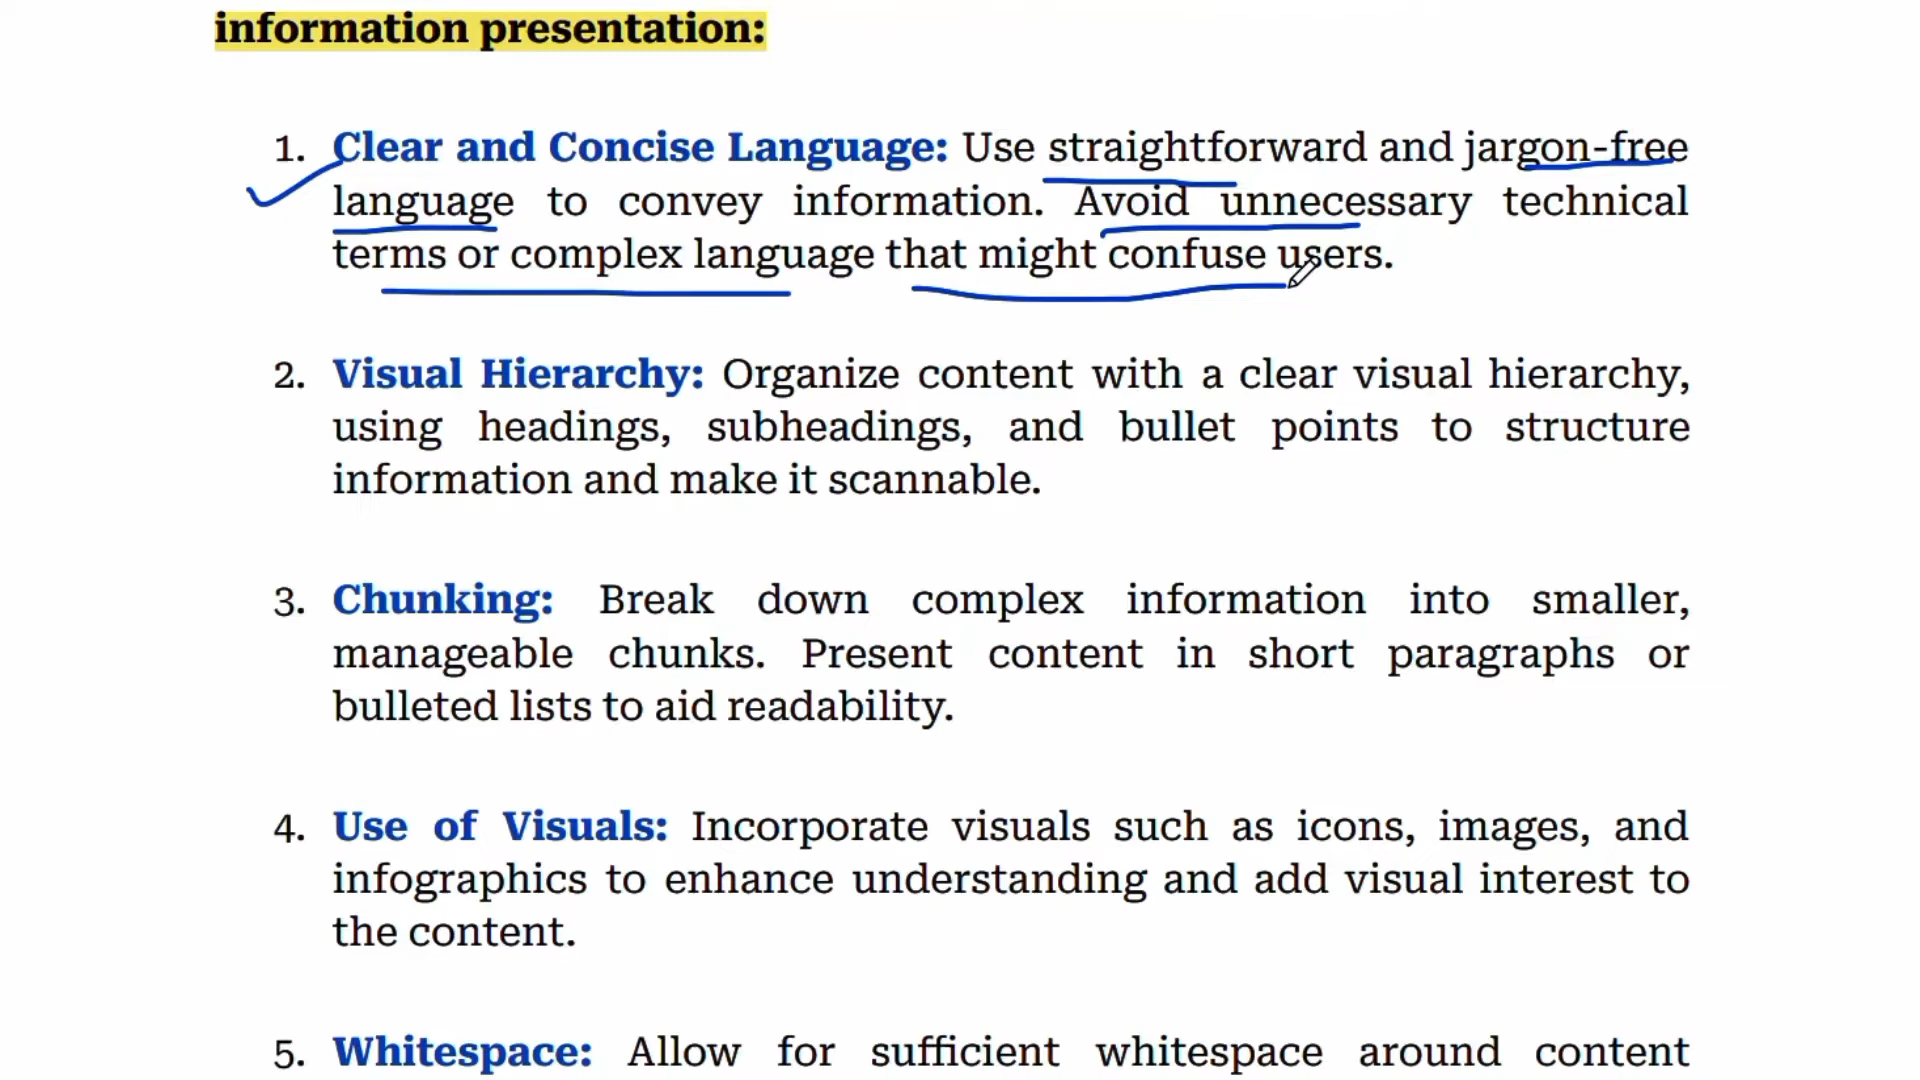 information presentation:
1. Clear and Concise Language: Use straightforward and jargon-free
language to convey information. Avoid unnecessary technical
terms or complex language that might confuse users.
2. Visual Hierarchy: Organize content with a clear visual hierarchy,
using headings, subheadings, and bullet points to structure
information and make it scannable.
3. Chunking: Break down complex information into smaller,
manageable chunks. Present content in short paragraphs or
bulleted lists to aid readability.
4. Use of Visuals: Incorporate visuals such as icons, images, and
infographics to enhance understanding and add visual interest to
the content.
5. Whitespace: Allow for sufficient whitespace around content